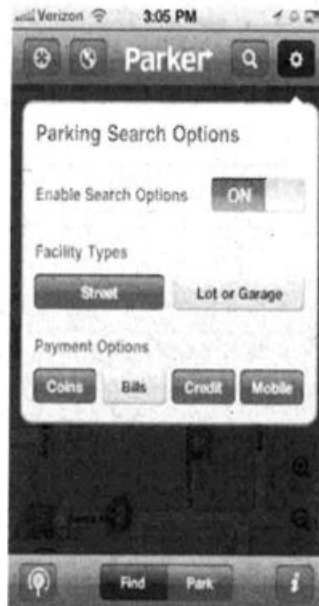 Verizon 3:05 PM
Parker
Parking Search Options
Enable Search Options ON
Facility Types
Street Lot or Garage
Payment Options
Coins Bills Credit Mobile
Find Park i